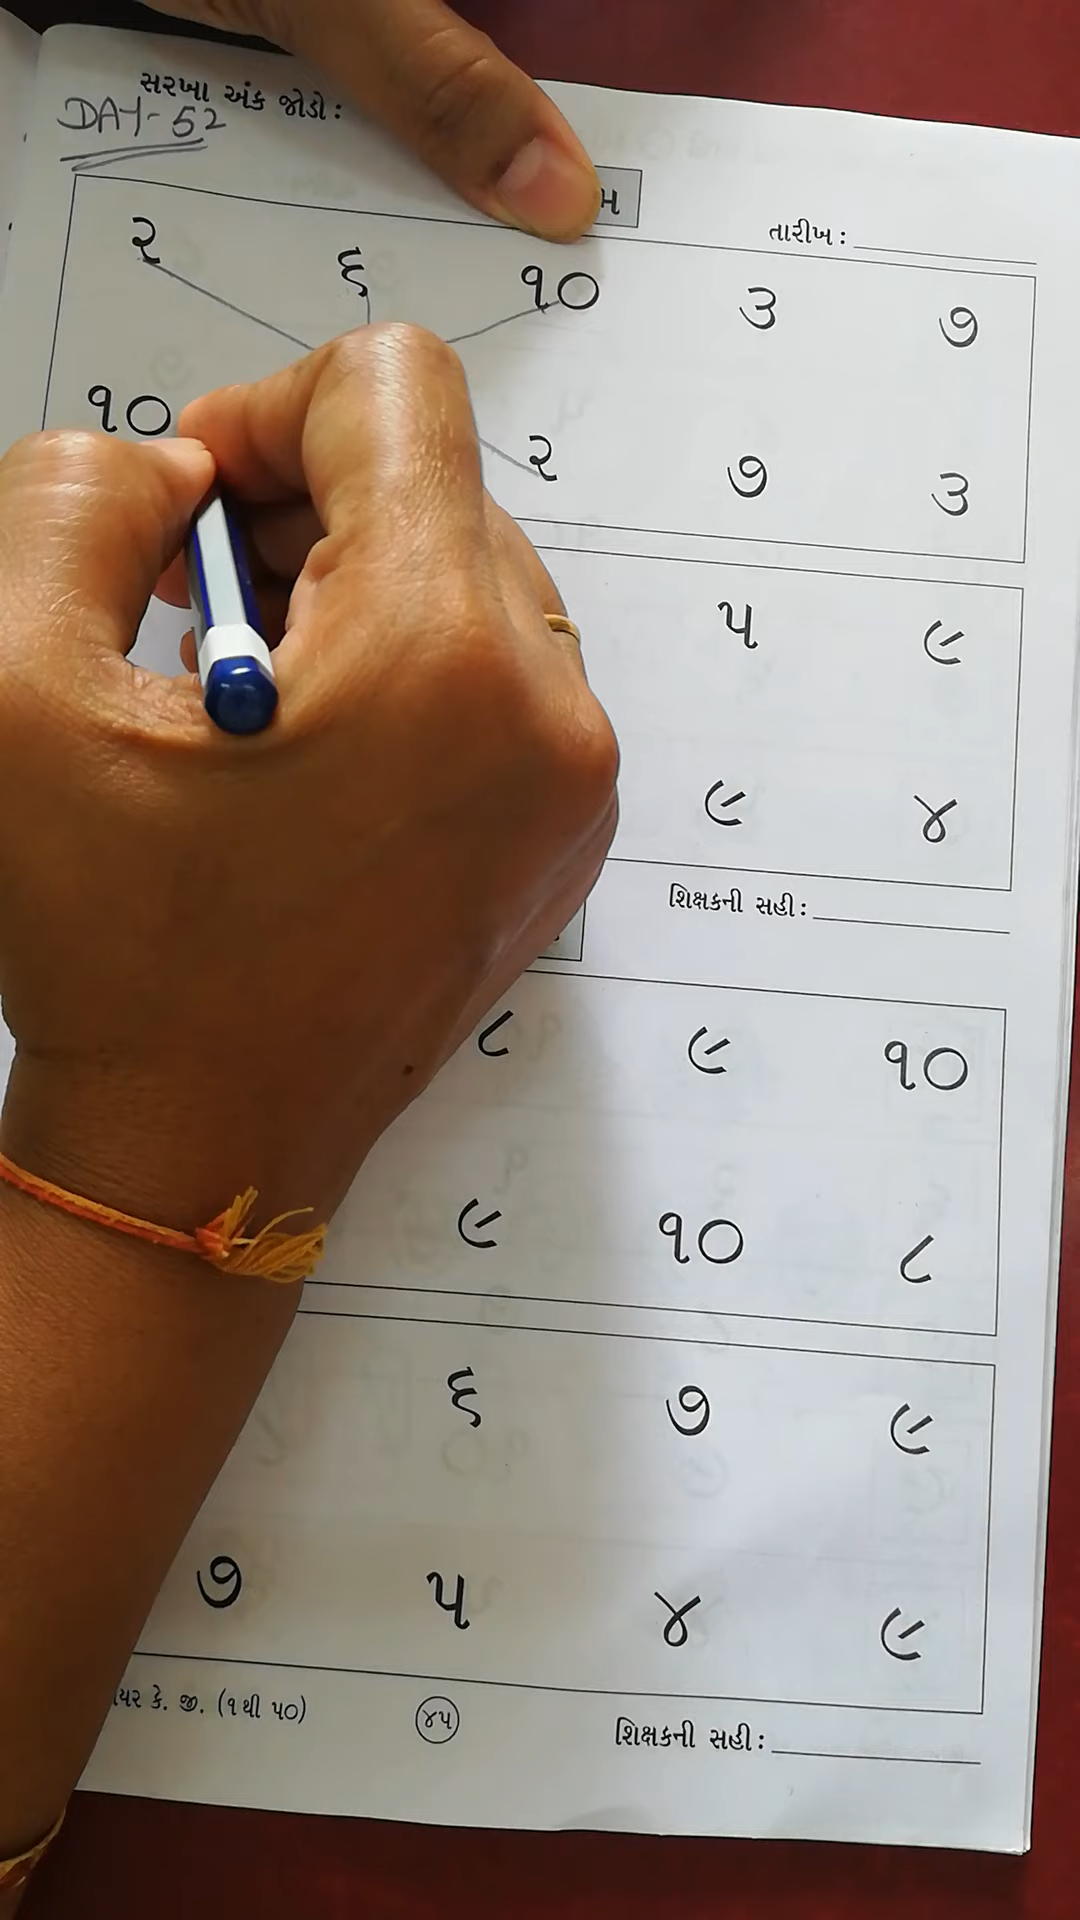 સરખા અંક જોડો :
DAY-52
મ
તારીખ :
૨ ૬ ૧૦ ૩ ૭
૧૦ ૨ ૭ ૩
૫ ૯
૯ ૪
શિક્ષકની સહી :
૮ ૯ ૧૦
૯ ૧૦ ૮
૬ ૭ ૯
૭ ૫ ૪ ૯
કે. જી. (૧થી ૫૦)
૪૫
શિક્ષકની સહી :